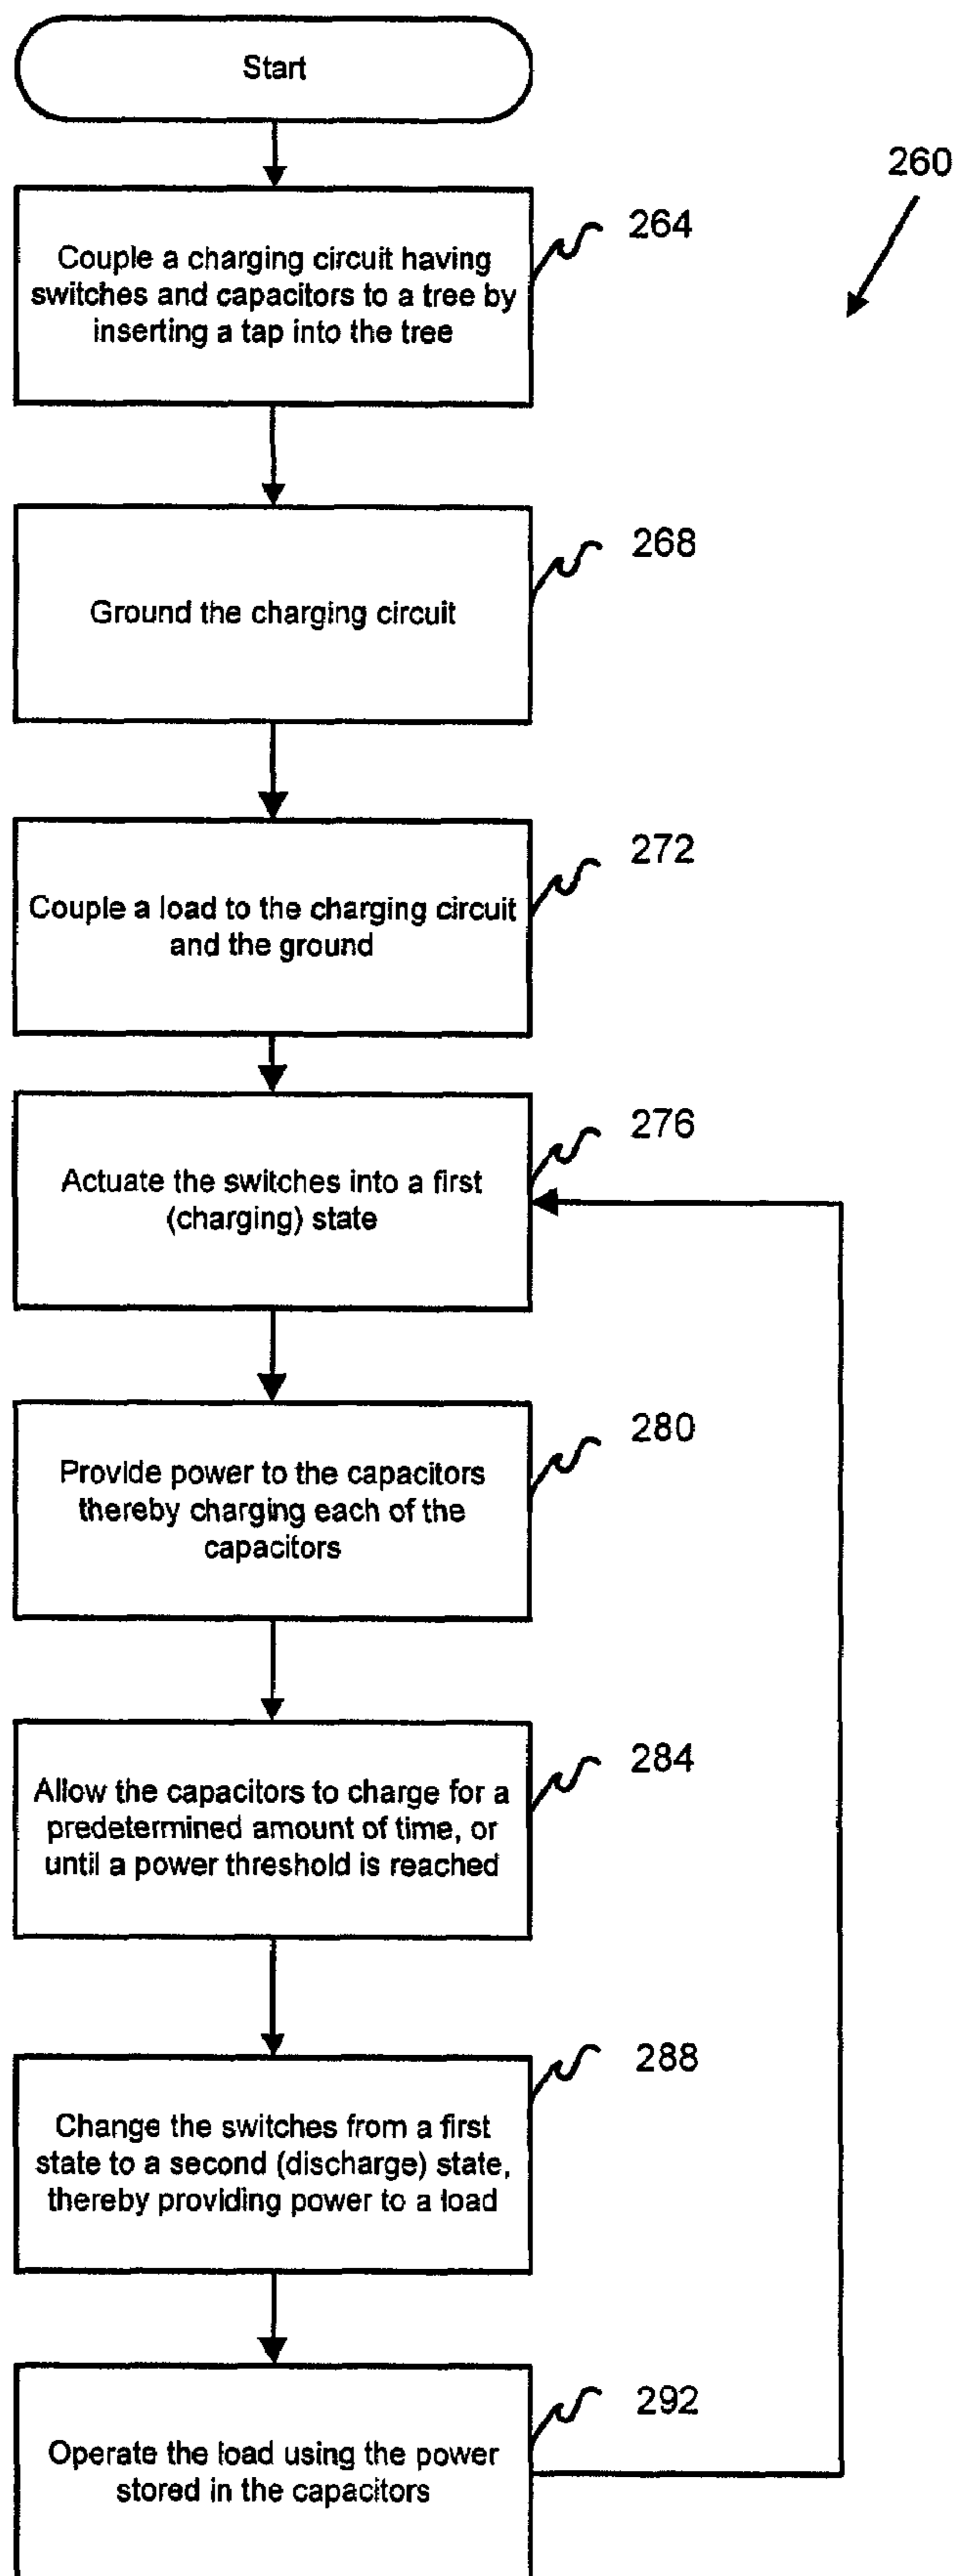 Start
260
264
Couple a charging circuit having
switches and capacitors to a tree by
inserting a tap into the tree
268
Ground the charging circuit
272
Couple a load to the charging circuit
and the ground
276
Actuate the switches into a first
(charging) state
280
Provide power to the capacitors
thereby charging each of the
capacitors
284
Allow the capacitors to charge for a
predetermined amount of time, or
until a power threshold is reached
288
Change the switches from a first
state to a second (discharge) state,
thereby providing power to a load
292
Operate the load using the power
stored in the capacitors